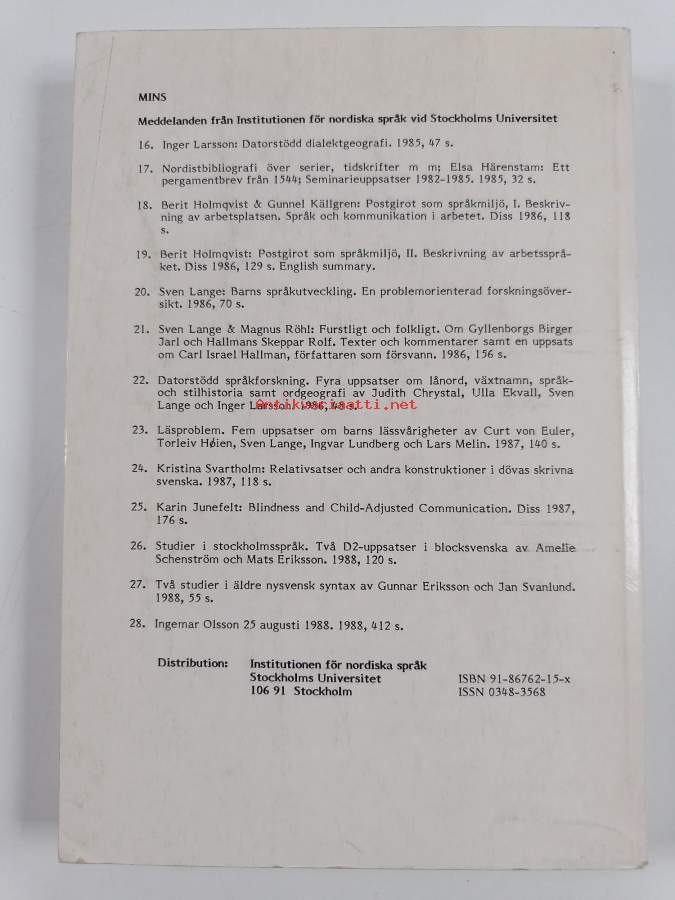 MINS
Meddelanden från Institutionen för nordiska språk vid Stockholms Universitet
16. Inger Larsson: Datorstödd dialektgeografi. 1985, 47 s.
17. Nordistbibliografi över serier, tidskrifter m m; Elsa Härenstam: Ett
pergamentbrev från 1544; Seminarieuppsatser 1982-1985. 1985, 32 s.
18. Berit Holmqvist & Gunnel Källgren: Postgirot som språkmiljö, I. Beskriv-
ning av arbetsplatsen. Språk och kommunikation i arbetet. Diss 1986, 118
s.
19. Berit Holmqvist: Postgirot som språkmiljö, II. Beskrivning av arbetssprå-
ket. Diss 1986, 129 s. English summary.
20. Sven Lange: Barns språkutveckling. En problemorienterad forskningsöver-
sikt. 1986, 70 s.
21. Sven Lange & Magnus Röhl: Furstligt och folkligt. Om Gyllenborgs Birger
Jarl och Hallmans Skeppar Rolf. Texter och kommentarer samt en uppsats
om Carl Israel Hallman, författaren som försvann. 1986, 156 s.
22. Datorstödd språkforskning. Fyra uppsatser om lånord, växtnamn, språk-
och stilhistoria samt ordgeografi av Judith Chrystal, Ulla Ekvall, Sven
Lange och Inger Larsson. 1986, s.
Antikvariaatti.net
23. Läsproblem. Fem uppsatser om barns lässvårigheter av Curt von Euler,
Torleiv Høien, Sven Lange, Ingvar Lundberg och Lars Melin. 1987, 140 s.
24. Kristina Svartholm: Relativsatser och andra konstruktioner i dövas skrivna
svenska. 1987, 118 s.
25. Karin Junefelt: Blindness and Child-Adjusted Communication. Diss 1987,
176 s.
26. Studier i stockholmsspråk. Två D2-uppsatser i blocksvenska av Amelie
Schenström och Mats Eriksson. 1988, 120 s.
27. Två studier i äldre nysvensk syntax av Gunnar Eriksson och Jan Svanlund.
1988, 55 s.
28. Ingemar Olsson 25 augusti 1988. 1988, 412 s.
Distribution: Institutionen för nordiska språk
Stockholms Universitet ISBN 91-86762-15-x
106 91 Stockholm ISSN 0348-3568